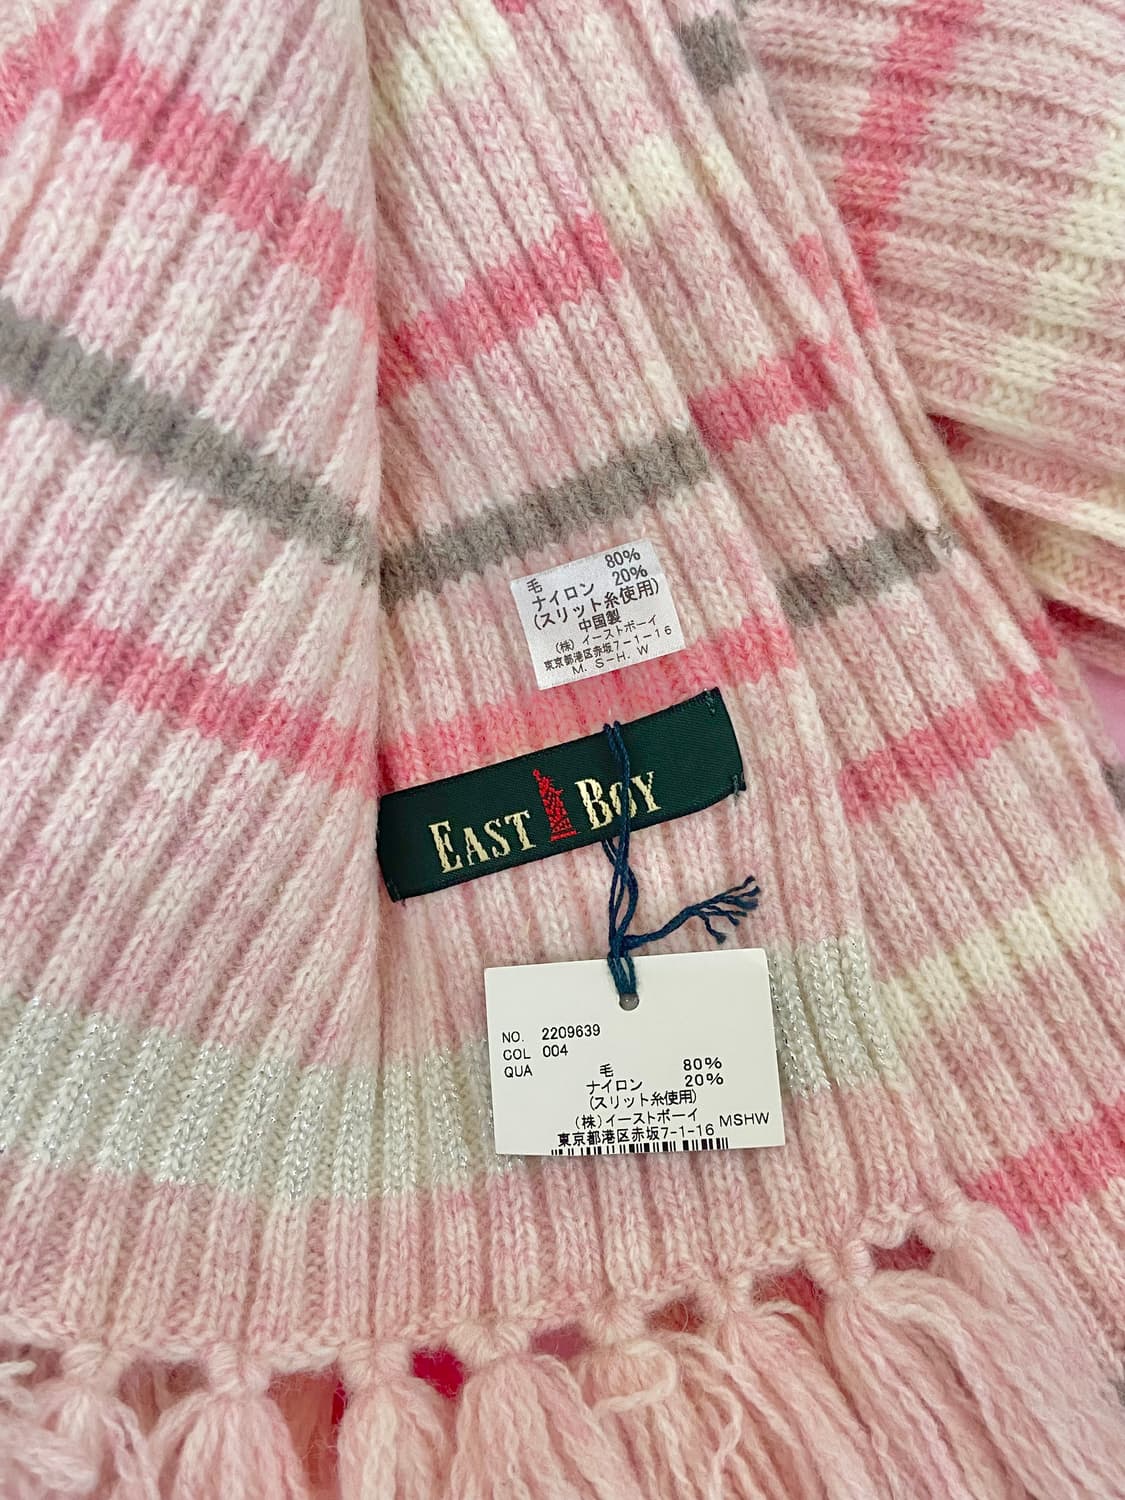 毛 80%
ナイロン 20%
(スリット糸使用)
中国製
(株) イーストボーイ
東京都港区赤坂7-1-16
M. S-H. W
EAST BOY
NO. 2209639
COL 004
QUA 毛 80%
ナイロン 20%
(スリット糸使用)
(株)イーストボーイ MSHW
東京都港区赤坂7-1-16